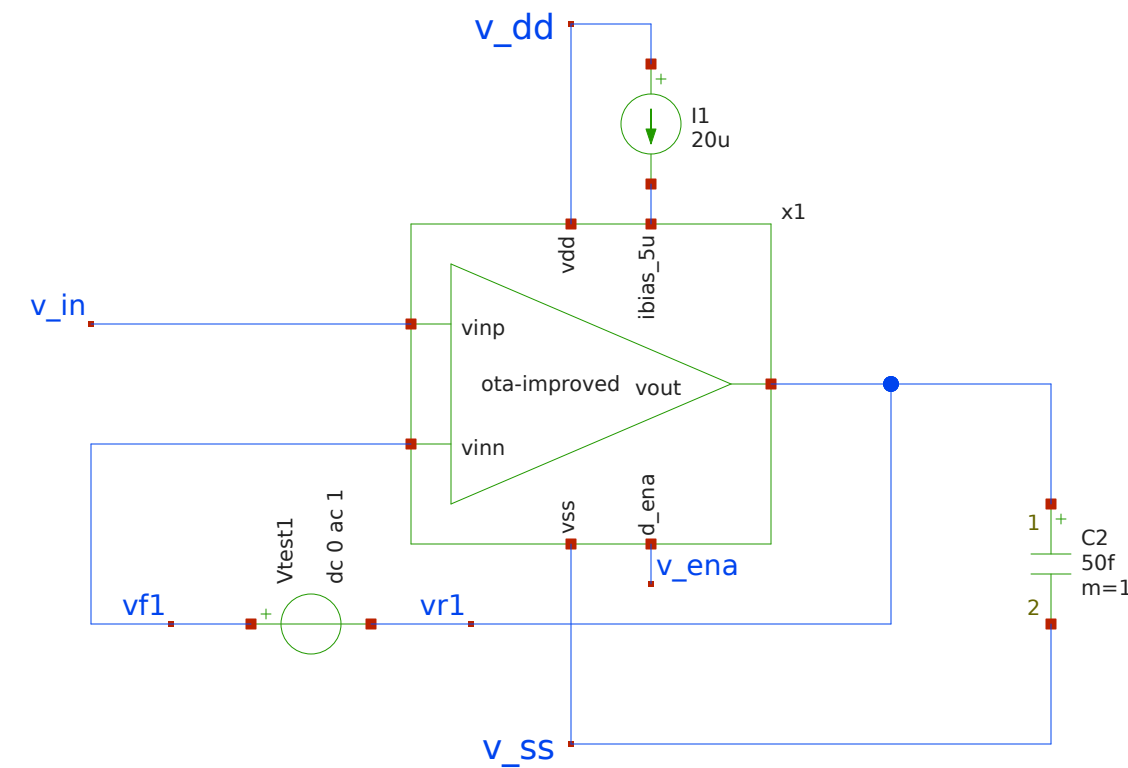 v_dd
+
I1
20u
x1
vdd
ibias_5u
v_in
vinp
ota-improved
vout
vinn
vss
d_ena
v_ena
Vtest1
dc 0 ac 1
vf1
+
vr1
1
+
C2
50f
m=1
2
v_ss